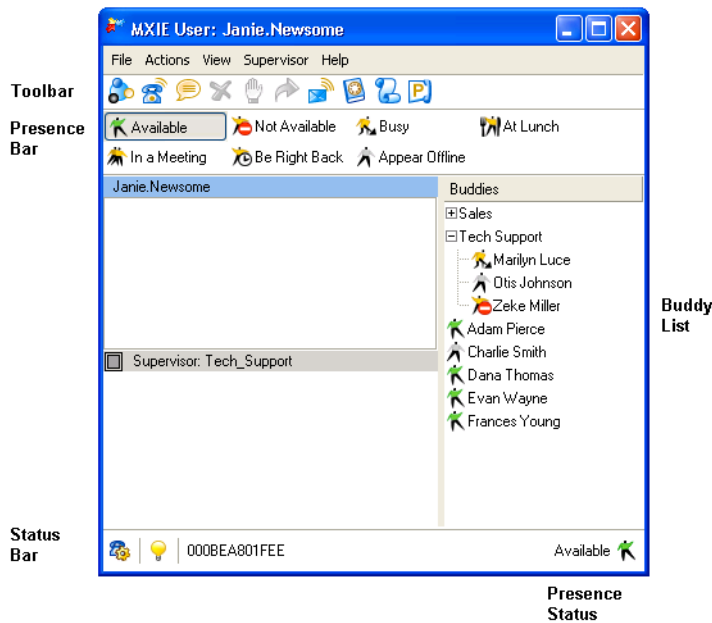 MXIE User: Janie.Newsome
File Actions View Supervisor Help
Toolbar
P
Presence
Bar
Available Not Available Busy At Lunch
In a Meeting Be Right Back Appear Offline
Janie.Newsome
Buddies
Sales
Tech Support
Marilyn Luce
Otis Johnson
Zeke Miller
Adam Pierce
Charlie Smith
Dana Thomas
Evan Wayne
Frances Young
Buddy
List
Supervisor: Tech_Support
Status
Bar
000BEA801FEE
Available
Presence
Status